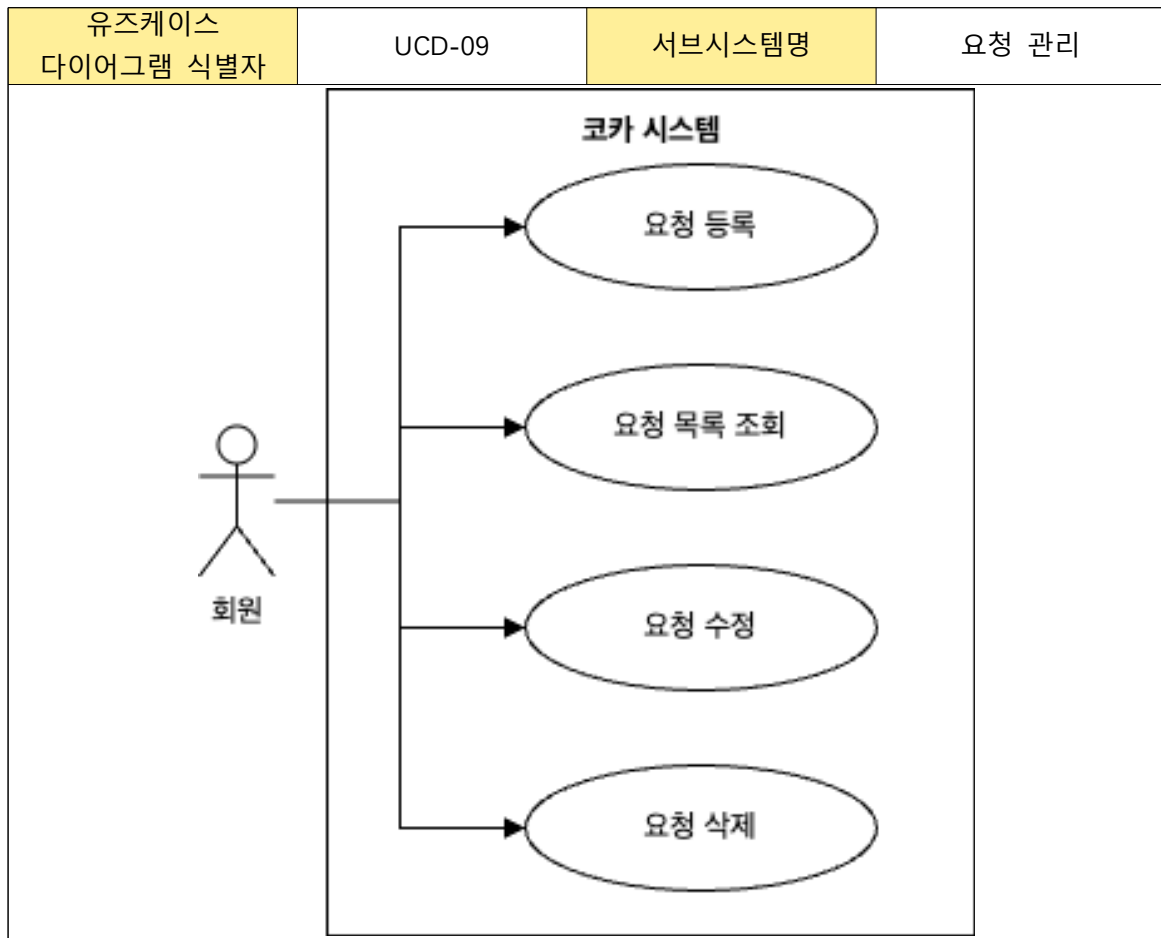 유즈케이스
다이어그램 식별자
UCD-09
서브시스템명
요청 관리
코카 시스템
요청 등록
요청 목록 조회
회원
요청 수정
요청 삭제